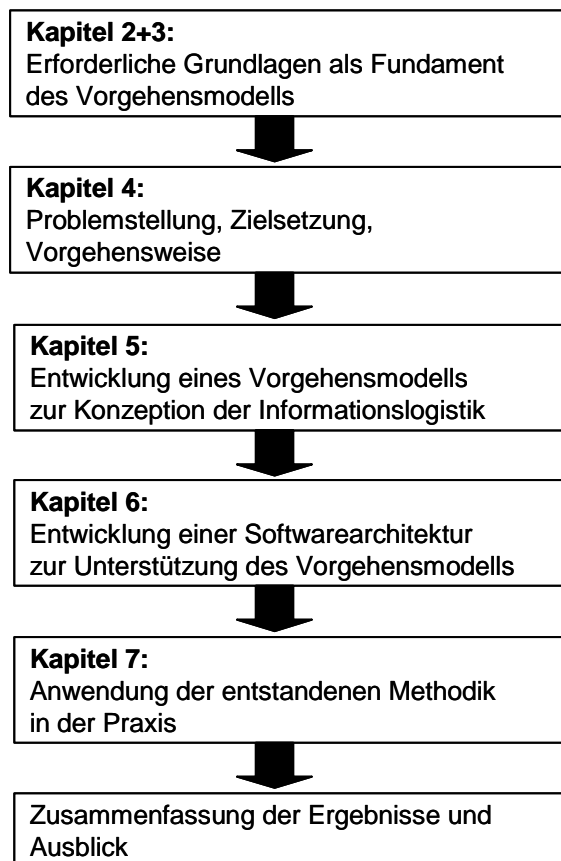 Kapitel 2+3:
Erforderliche Grundlagen als Fundament
des Vorgehensmodells
Kapitel 4:
Problemstellung, Zielsetzung,
Vorgehensweise
Kapitel 5:
Entwicklung eines Vorgehensmodells
zur Konzeption der Informationslogistik
Kapitel 6:
Entwicklung einer Softwarearchitektur
zur Unterstützung des Vorgehensmodells
Kapitel 7:
Anwendung der entstandenen Methodik
in der Praxis
Zusammenfassung der Ergebnisse und
Ausblick